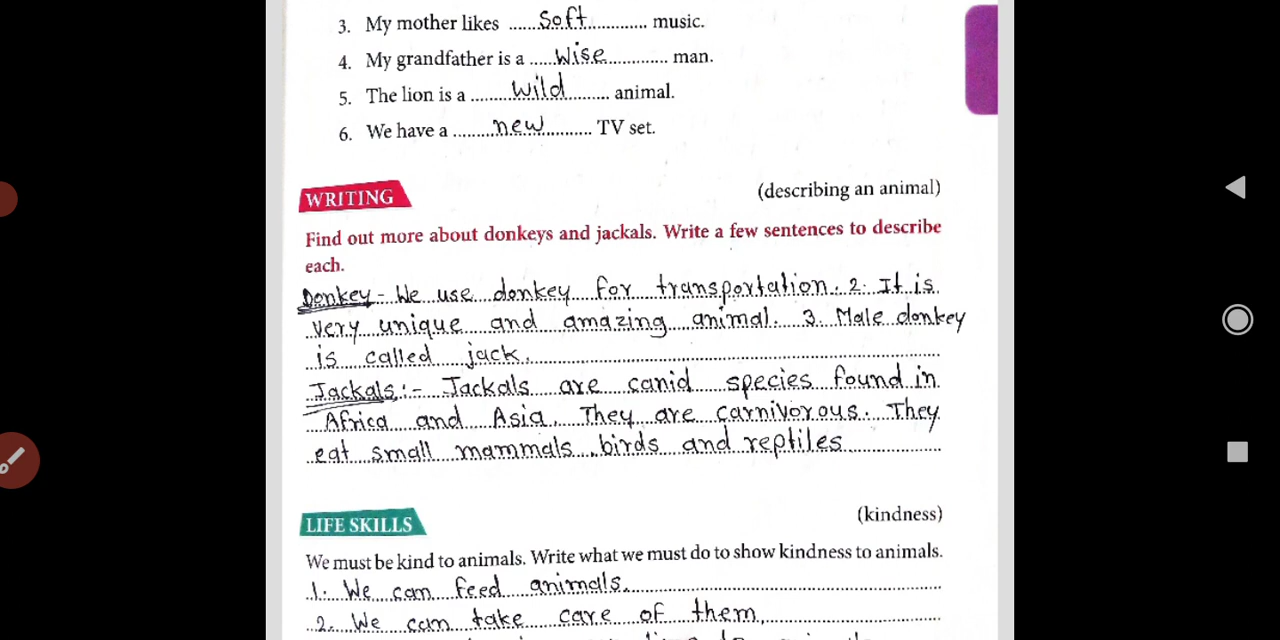 3. My mother likes ......soft............. music.
4. My grandfather is a .....wise............. man.
5. The lion is a .........wild.......... animal.
6. We have a .........new........... TV set.
WRITING (describing an animal)
Find out more about donkeys and jackals. Write a few sentences to describe
each.
Donkey - We use donkey for transportation. 2. It is
very unique and amazing animal. 3. Male donkey
is called jack.
Jackals :- Jackals are canid species found in
Africa and Asia. They are carnivorous. They
eat small mammals, birds and reptiles
LIFE SKILLS (kindness)
We must be kind to animals. Write what we must do to show kindness to animals.
1. We can feed animals.
2. We can take care of them.